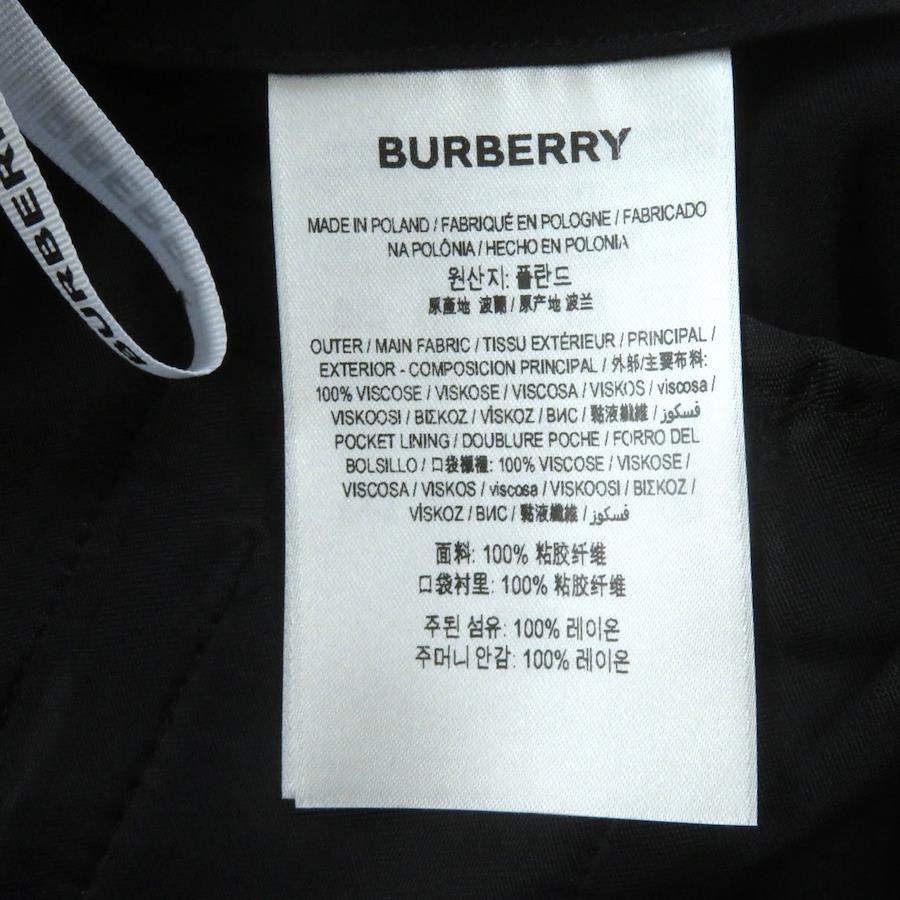 BURBERRY
BURBERRY
MADE IN POLAND / FABRIQUÉ EN POLOGNE / FABRICADO
NA POLÔNIA / HECHO EN POLONIA
원산지: 폴란드
原產地 波蘭 / 原产地 波兰
OUTER / MAIN FABRIC / TISSU EXTÉRIEUR / PRINCIPAL /
EXTERIOR - COMPOSICION PRINCIPAL / 外部/主要布料:
100% VISCOSE / VISKOSE / VISCOSA / VISKOS / viscosa /
VISKOOSI / ΒΙΣΚΟΖ / VİSKOZ / ВИС / 黏液纖維 / فسكوز
POCKET LINING / DOUBLURE POCHE / FORRO DEL
BOLSILLO / 口袋襯裡: 100% VISCOSE / VISKOSE /
VISCOSA / VISKOS / viscosa / VISKOOSI / ΒΙΣΚΟΖ /
VİSKOZ / ВИС / 黏液纖維 / فسكوز
面料: 100% 粘胶纤维
口袋衬里: 100% 粘胶纤维
주된 섬유: 100% 레이온
주머니 안감: 100% 레이온